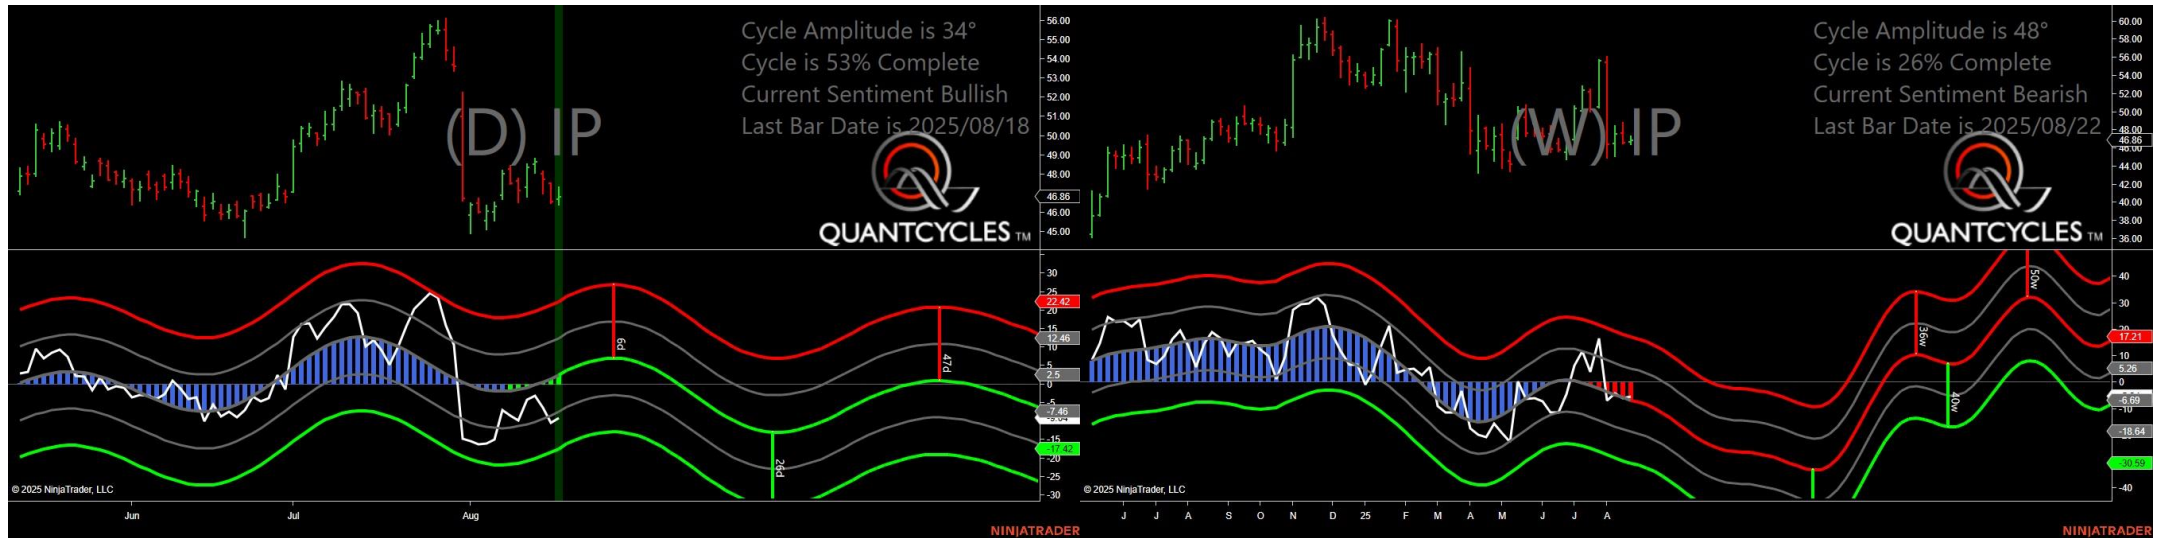 Cycle Amplitude is 34°
Cycle is 53% Complete
Current Sentiment Bullish
Last Bar Date is 2025/08/18
(D) IP
QUANTCYCLES TM
56.00
55.00
54.00
53.00
52.00
51.00
50.00
49.00
48.00
46.86
46.00
45.00
30
25
22.42
20
15
12.46
10
5
2.5
0
-5
-7.46
-9.04
-15
-17.42
-20
-25
-30
6d
26d
47d
© 2025 NinjaTrader, LLC
Jun
Jul
Aug
NINJATRADER
Cycle Amplitude is 48°
Cycle is 26% Complete
Current Sentiment Bearish
Last Bar Date is 2025/08/22
(W) IP
QUANTCYCLES TM
60.00
58.00
56.00
54.00
52.00
50.00
48.00
46.86
46.00
44.00
42.00
40.00
38.00
36.00
40
30
20
17.21
10
5.26
0
-6.69
-10
-18.64
-30.59
-40
36w
40w
50w
© 2025 NinjaTrader, LLC
J
J
A
S
O
N
D
25
F
M
A
M
J
J
A
NINJATRADER